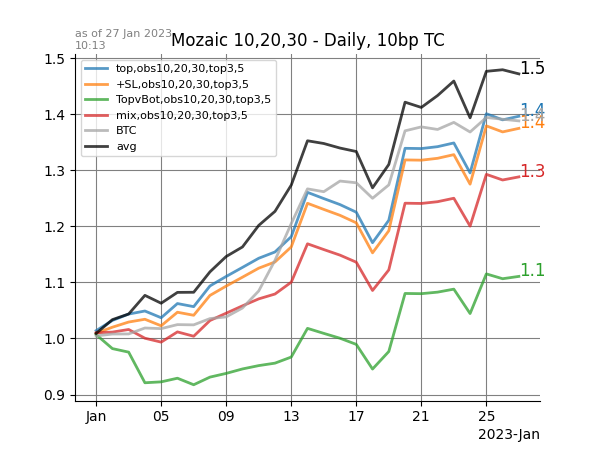 as of 27 Jan 2023
10:13
Mozaic 10,20,30 - Daily, 10bp TC
top,obs10,20,30,top3,5
+SL,obs10,20,30,top3,5
TopvBot,obs10,20,30,top3,5
mix,obs10,20,30,top3,5
BTC
avg
1.5
1.4
1.3
1.2
1.1
1.0
0.9
1.5
1.4
1.4
1.4
1.3
1.1
Jan
05
09
13
17
21
25
2023-Jan